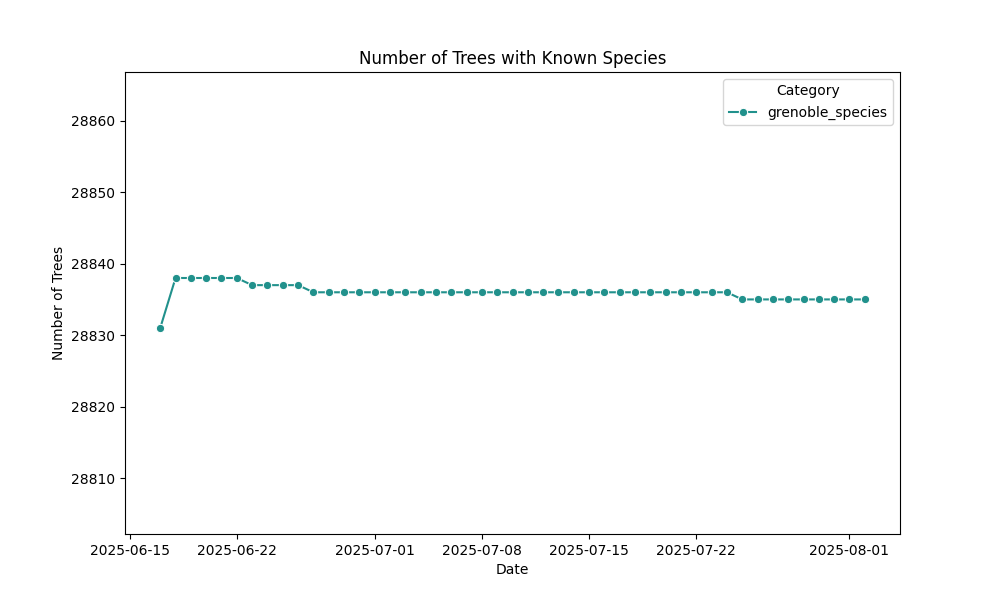 Number of Trees with Known Species
Category
grenoble_species
Number of Trees
28860
28850
28840
28830
28820
28810
2025-06-15
2025-06-22
2025-07-01
2025-07-08
2025-07-15
2025-07-22
2025-08-01
Date